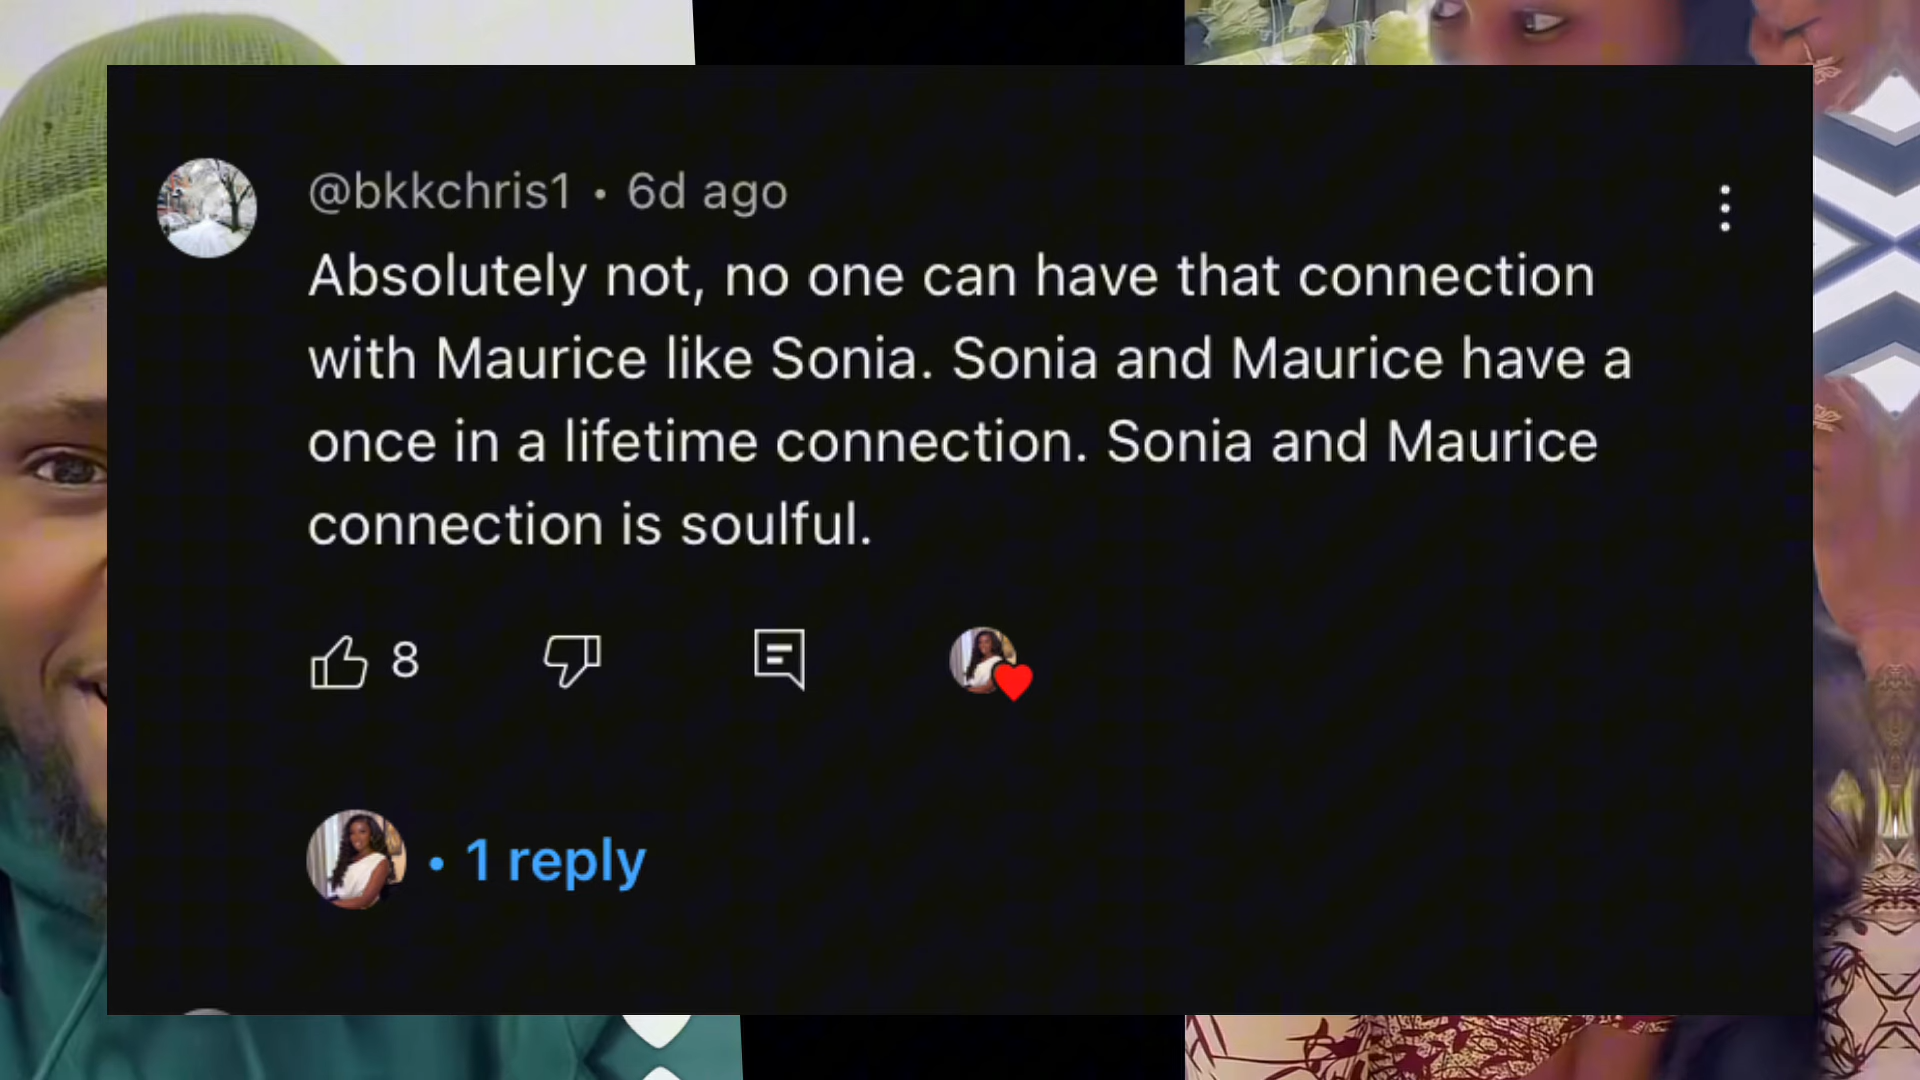 @bkkchris1 • 6d ago
Absolutely not, no one can have that connection
with Maurice like Sonia. Sonia and Maurice have a
once in a lifetime connection. Sonia and Maurice
connection is soulful.
8
• 1 reply